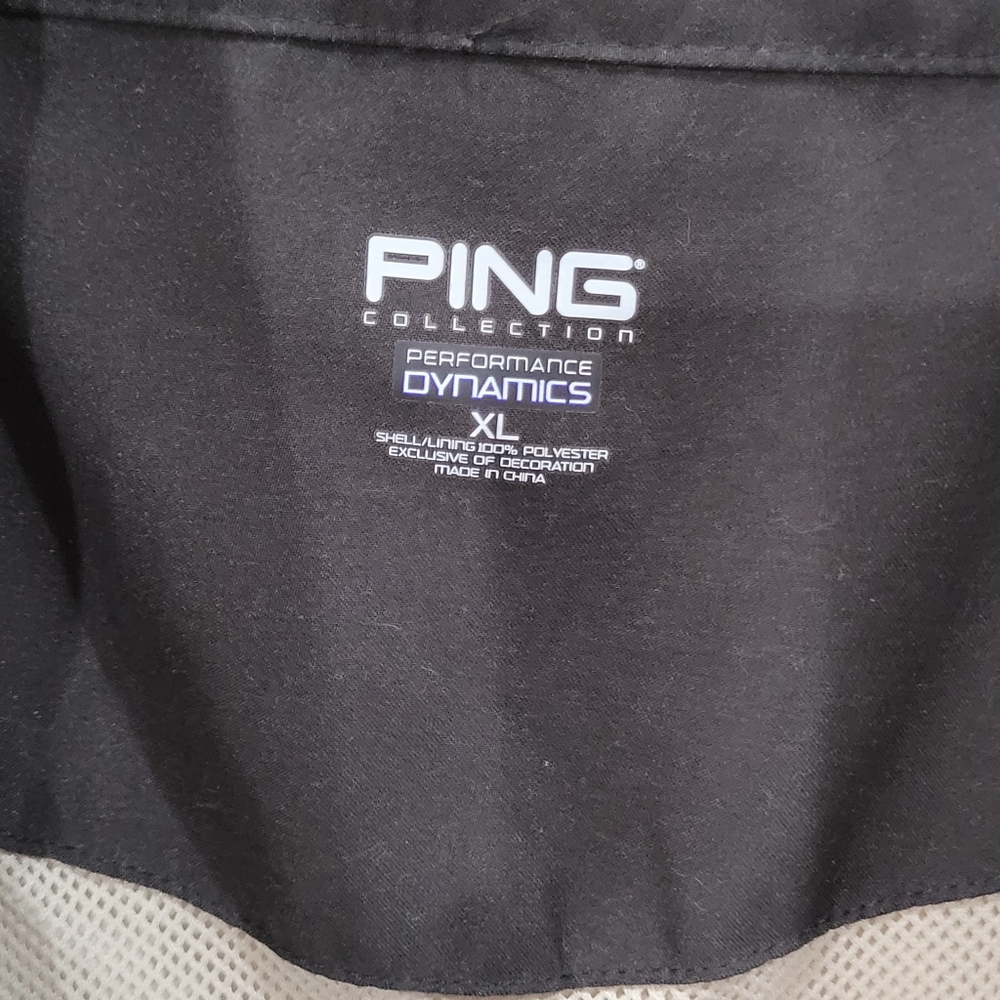 PING®
COLLECTION
PERFORMANCE
DYNAMICS
XL
SHELL/LINING 100% POLYESTER
EXCLUSIVE OF DECORATION
MADE IN CHINA